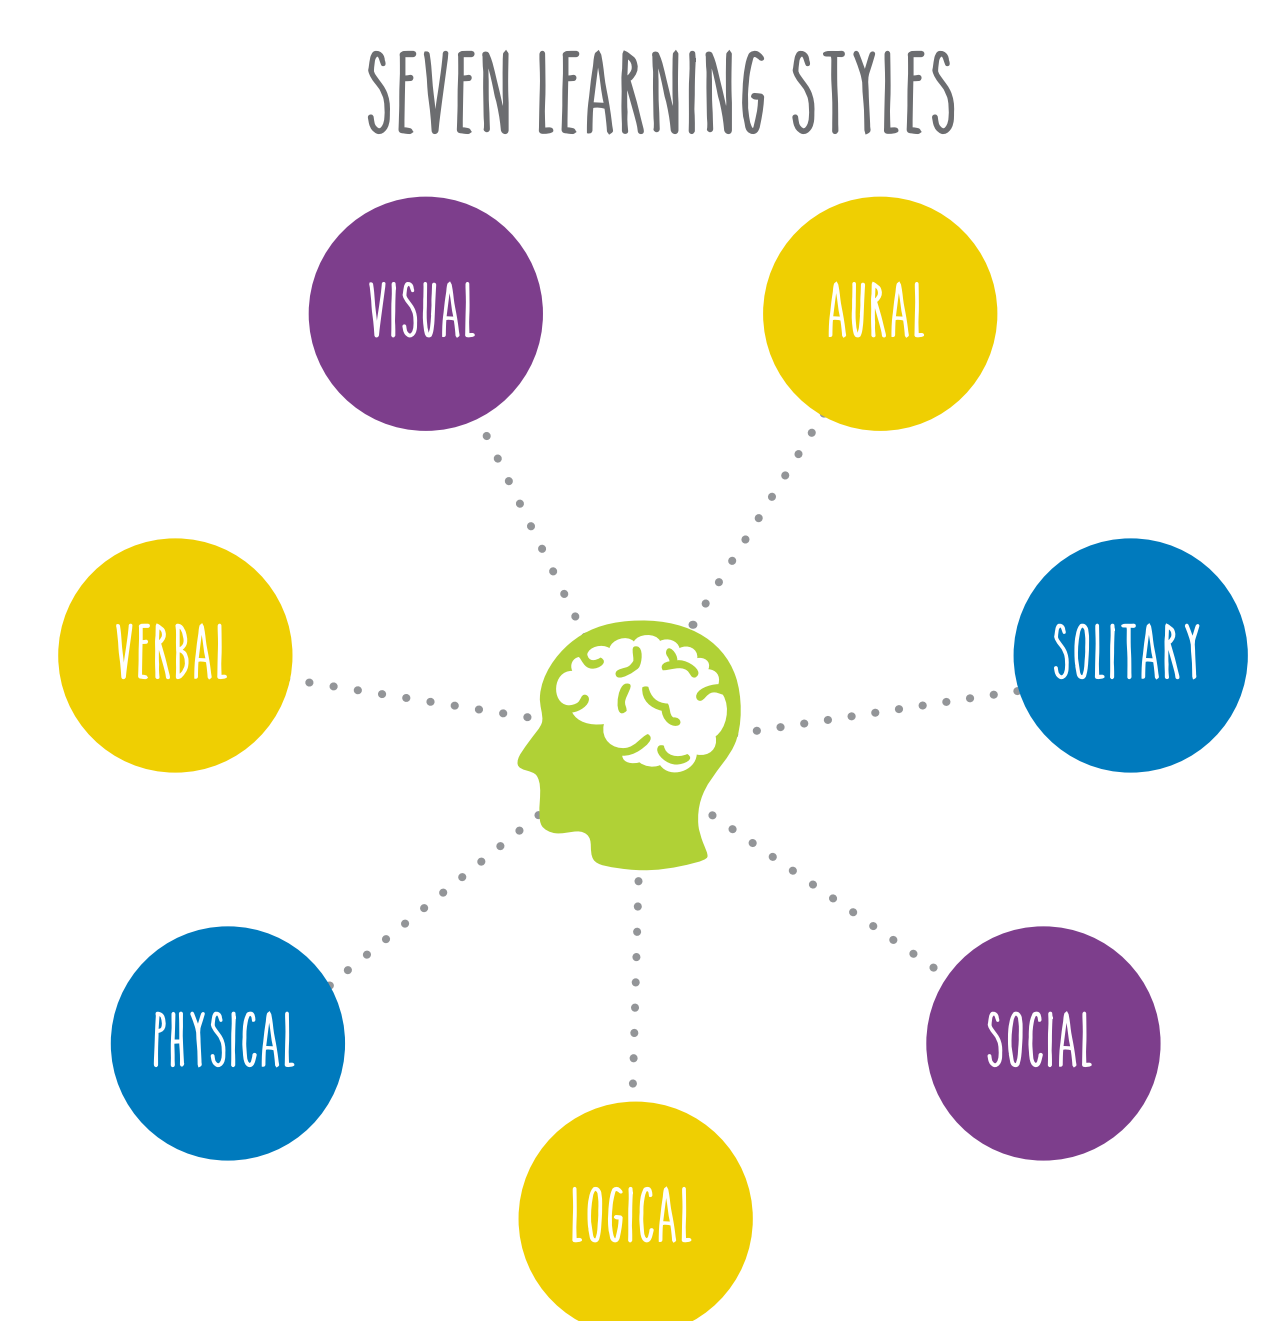 SEVEN LEARNING STYLES
VISUAL
AURAL
VERBAL
SOLITARY
PHYSICAL
SOCIAL
LOGICAL